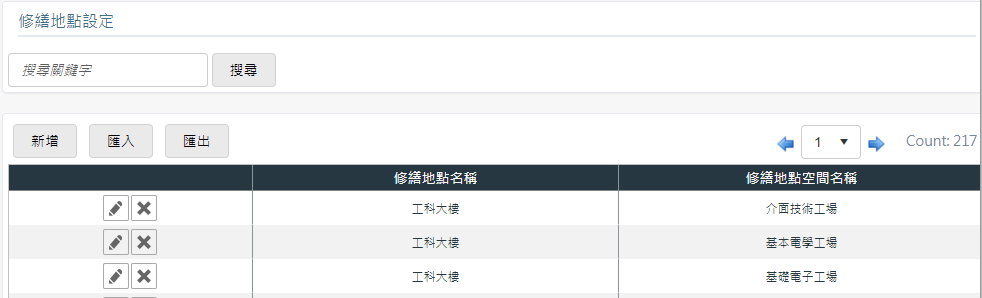 修繕地點設定
搜尋關鍵字 搜尋
新增 匯入 匯出 1 Count: 217
修繕地點名稱 修繕地點空間名稱
工科大樓 介面技術工場
工科大樓 基本電學工場
工科大樓 基礎電子工場